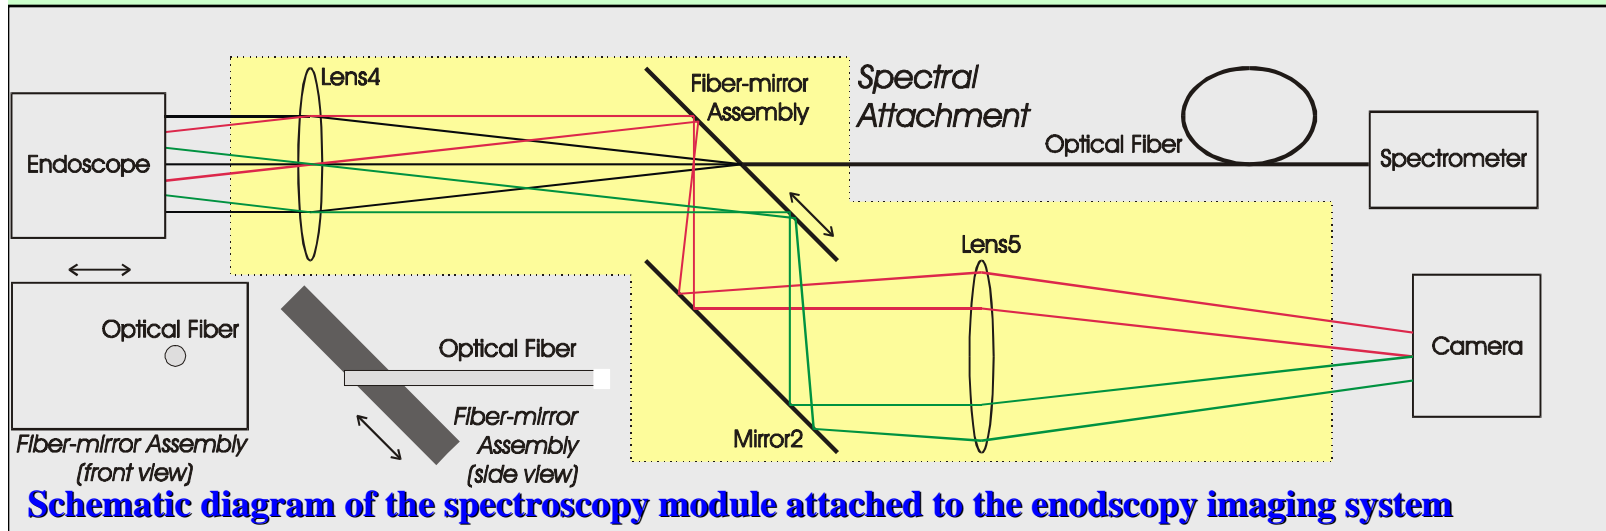 Lens4
Fiber-mirror
Assembly
Spectral
Attachment
Optical Fiber
Endoscope
Spectrometer
Lens5
Optical Fiber
Optical Fiber
Camera
Fiber-mirror
Assembly
(side view)
Mirror2
Fiber-mirror Assembly
(front view)
Schematic diagram of the spectroscopy module attached to the enodscopy imaging system